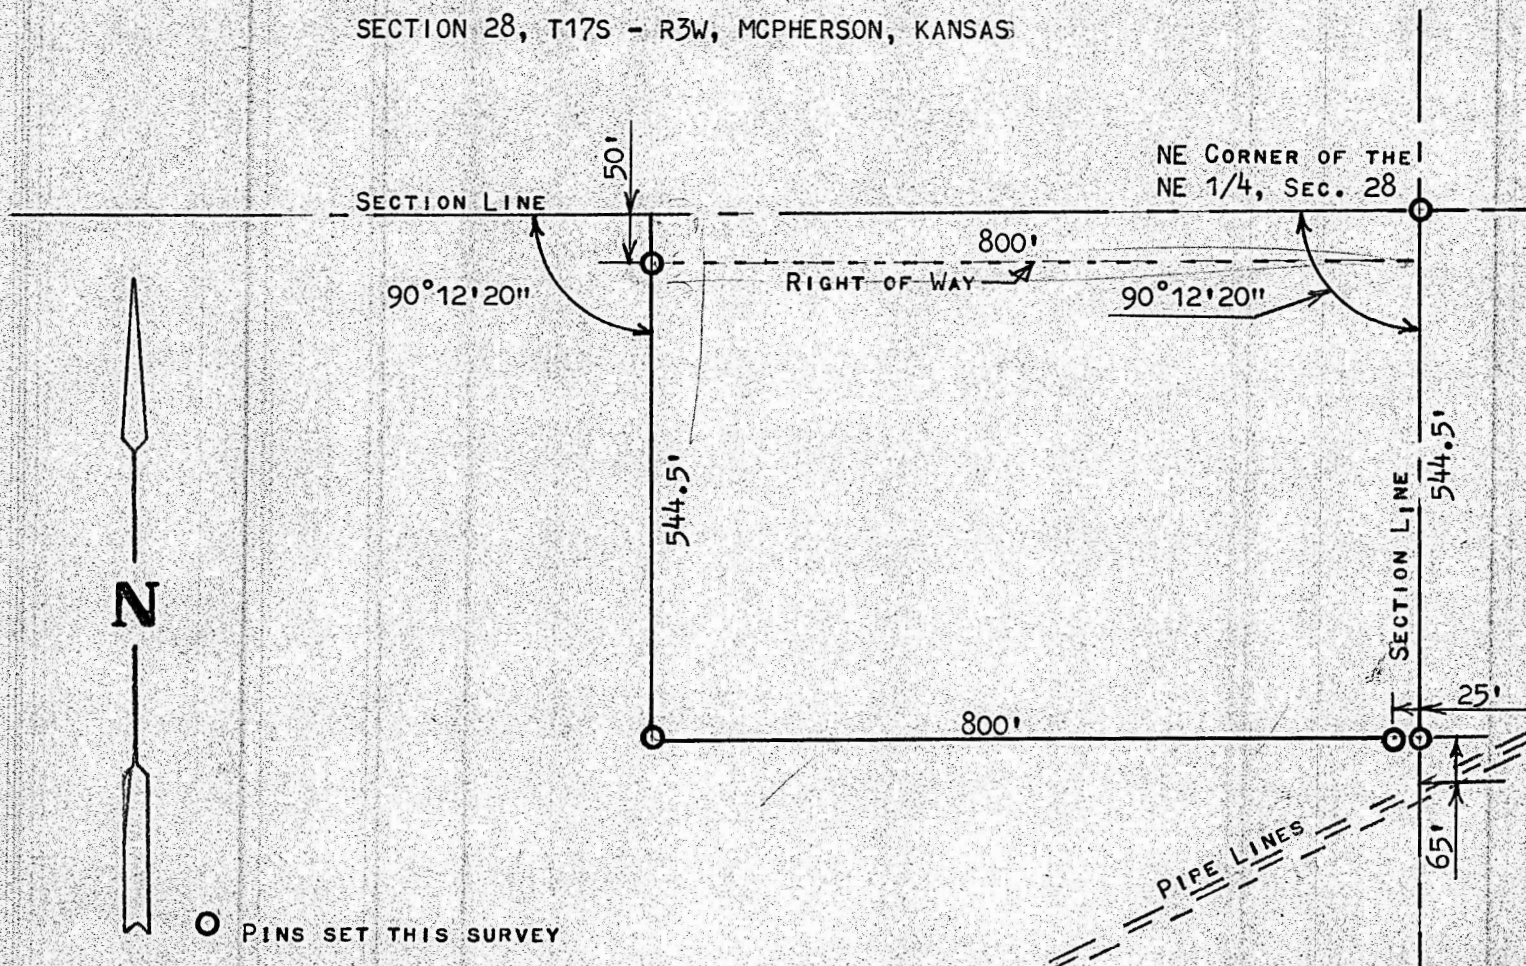 SECTION 28, T17S - R3W, MCPHERSON, KANSAS
50'
NE CORNER OF THE
NE 1/4, SEC. 28
SECTION LINE
800'
RIGHT OF WAY
90°12'20"
90°12'20"
544.5'
544.5'
SECTION LINE
N
25'
800'
65'
PIPE LINES
PINS SET THIS SURVEY